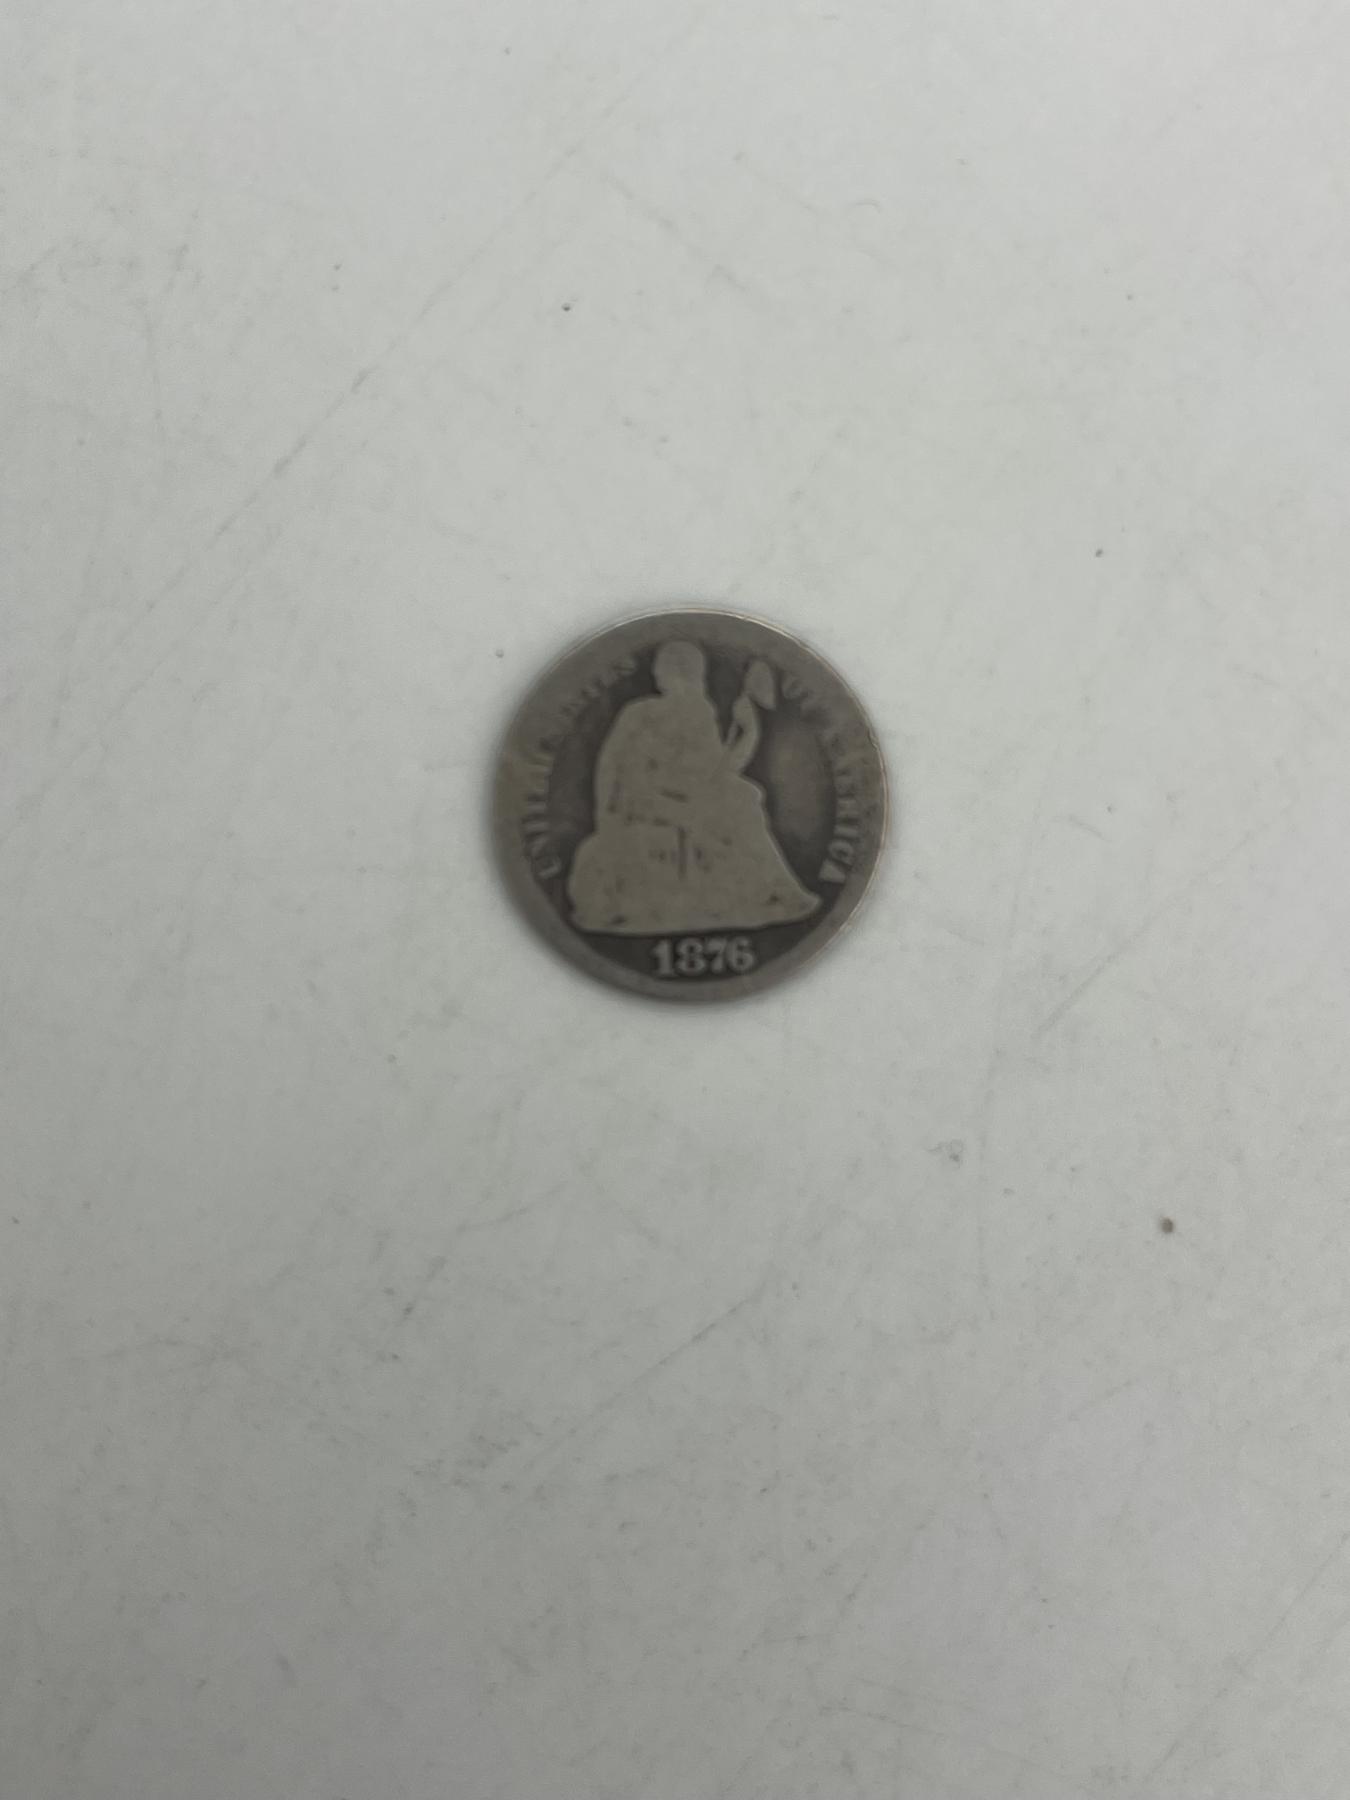 UNITED STATES OF AMERICA
1876